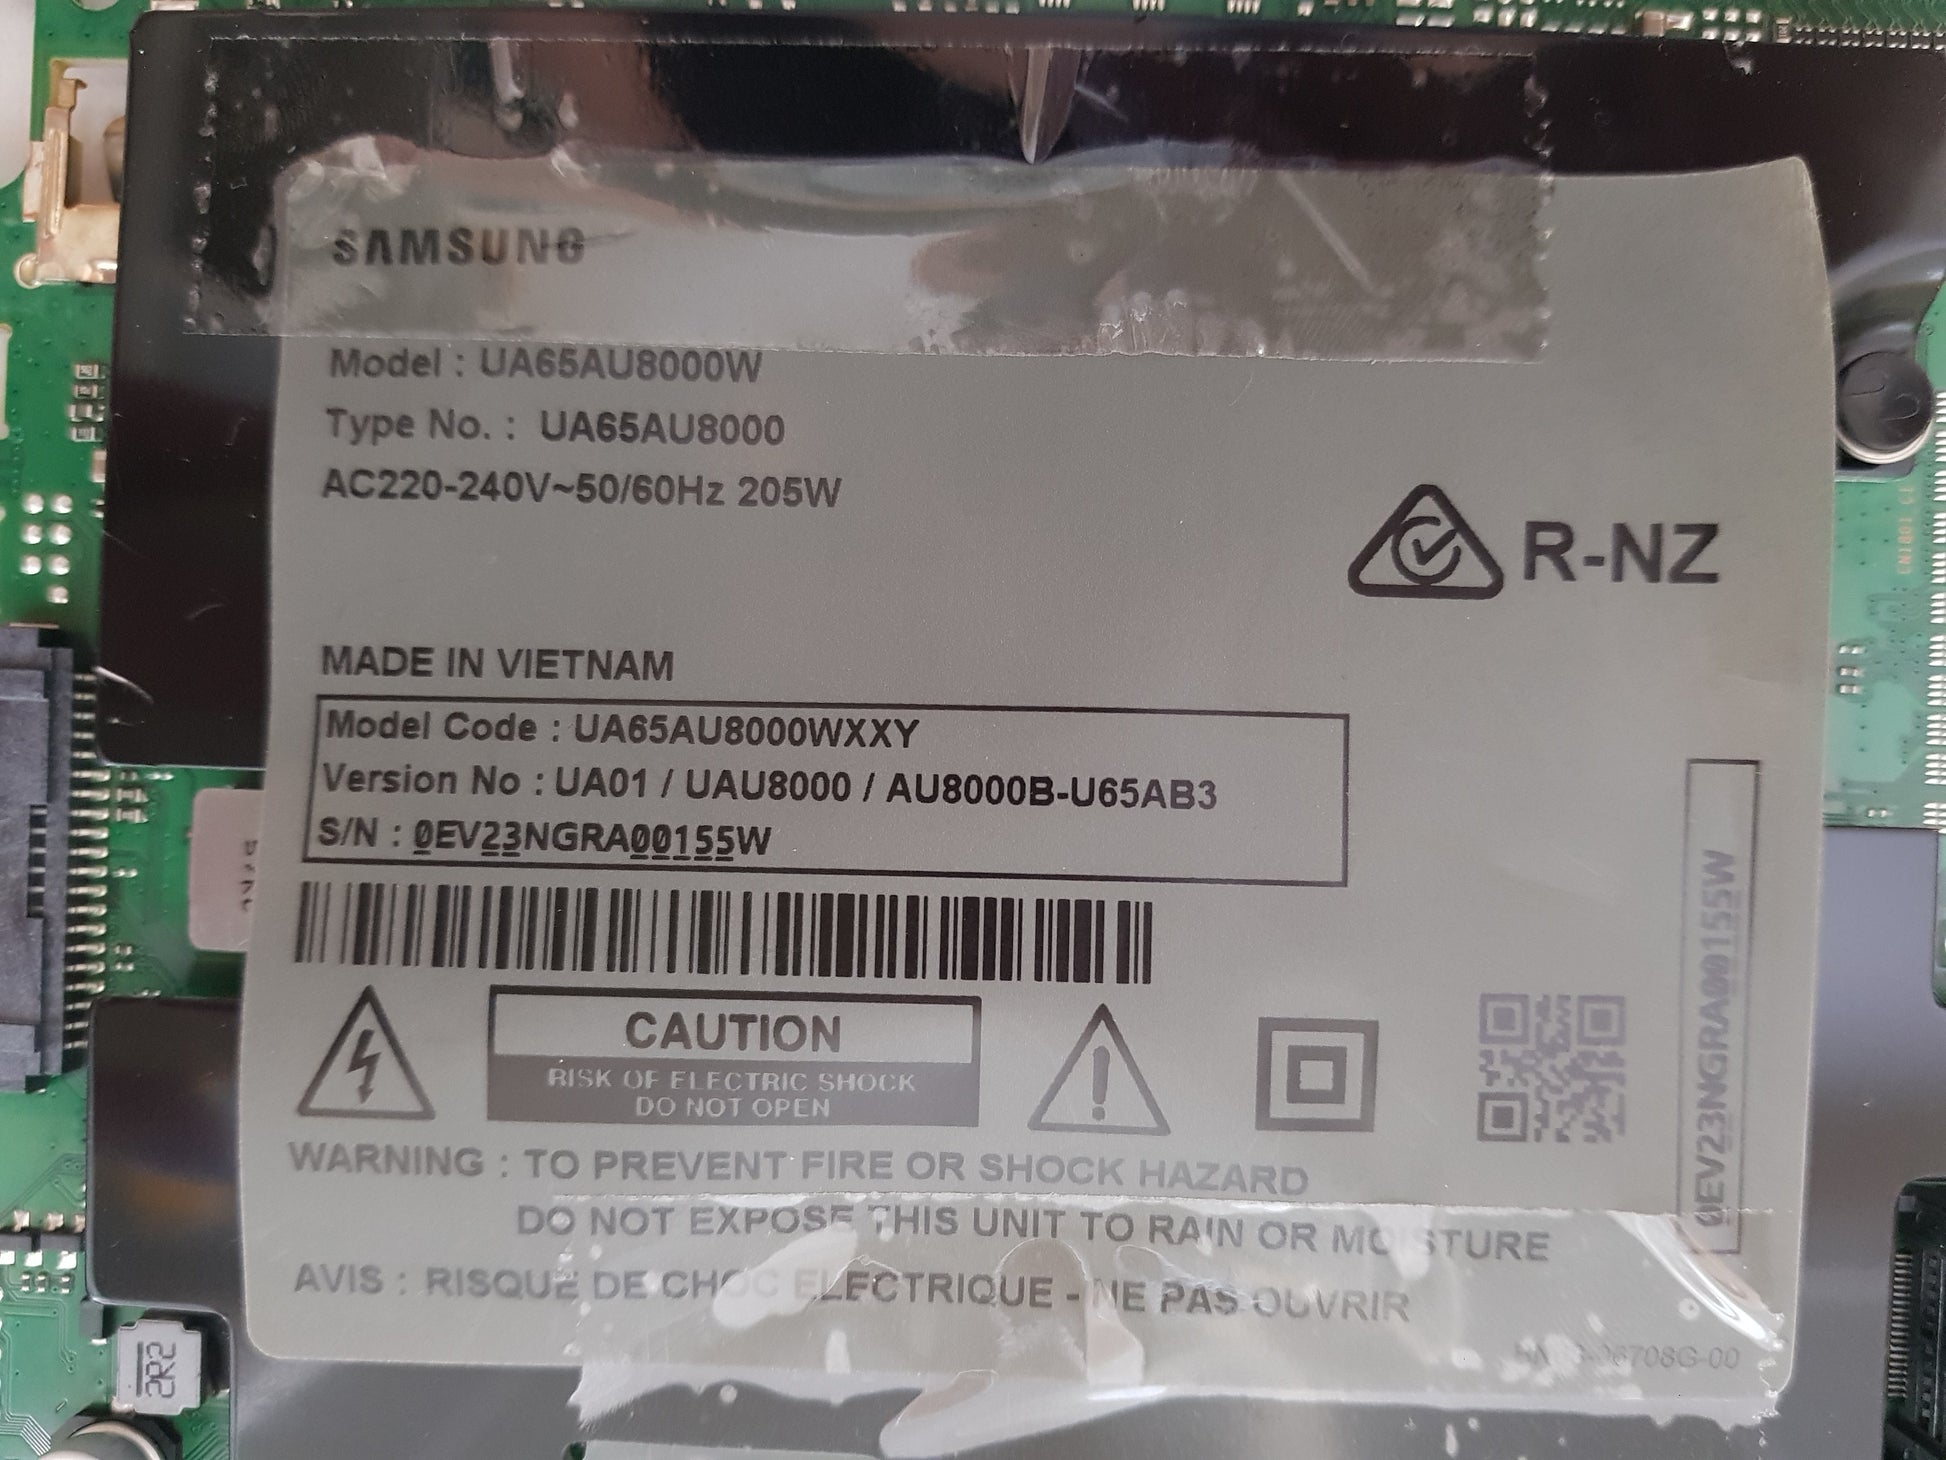 SAMSUNG
Model : UA65AU8000W
Type No. : UA65AU8000
AC220-240V~50/60Hz 205W
R-NZ
MADE IN VIETNAM
Model Code : UA65AU8000WXXY
Version No : UA01 / UAU8000 / AU8000B-U65AB3
S/N : 0EV23NGRA00155W
0EV23NGRA00155W
CAUTION
RISK OF ELECTRIC SHOCK
DO NOT OPEN
WARNING : TO PREVENT FIRE OR SHOCK HAZARD
DO NOT EXPOSE THIS UNIT TO RAIN OR MOISTURE
AVIS : RISQUE DE CHOC ELECTRIQUE - NE PAS OUVRIR
2R2